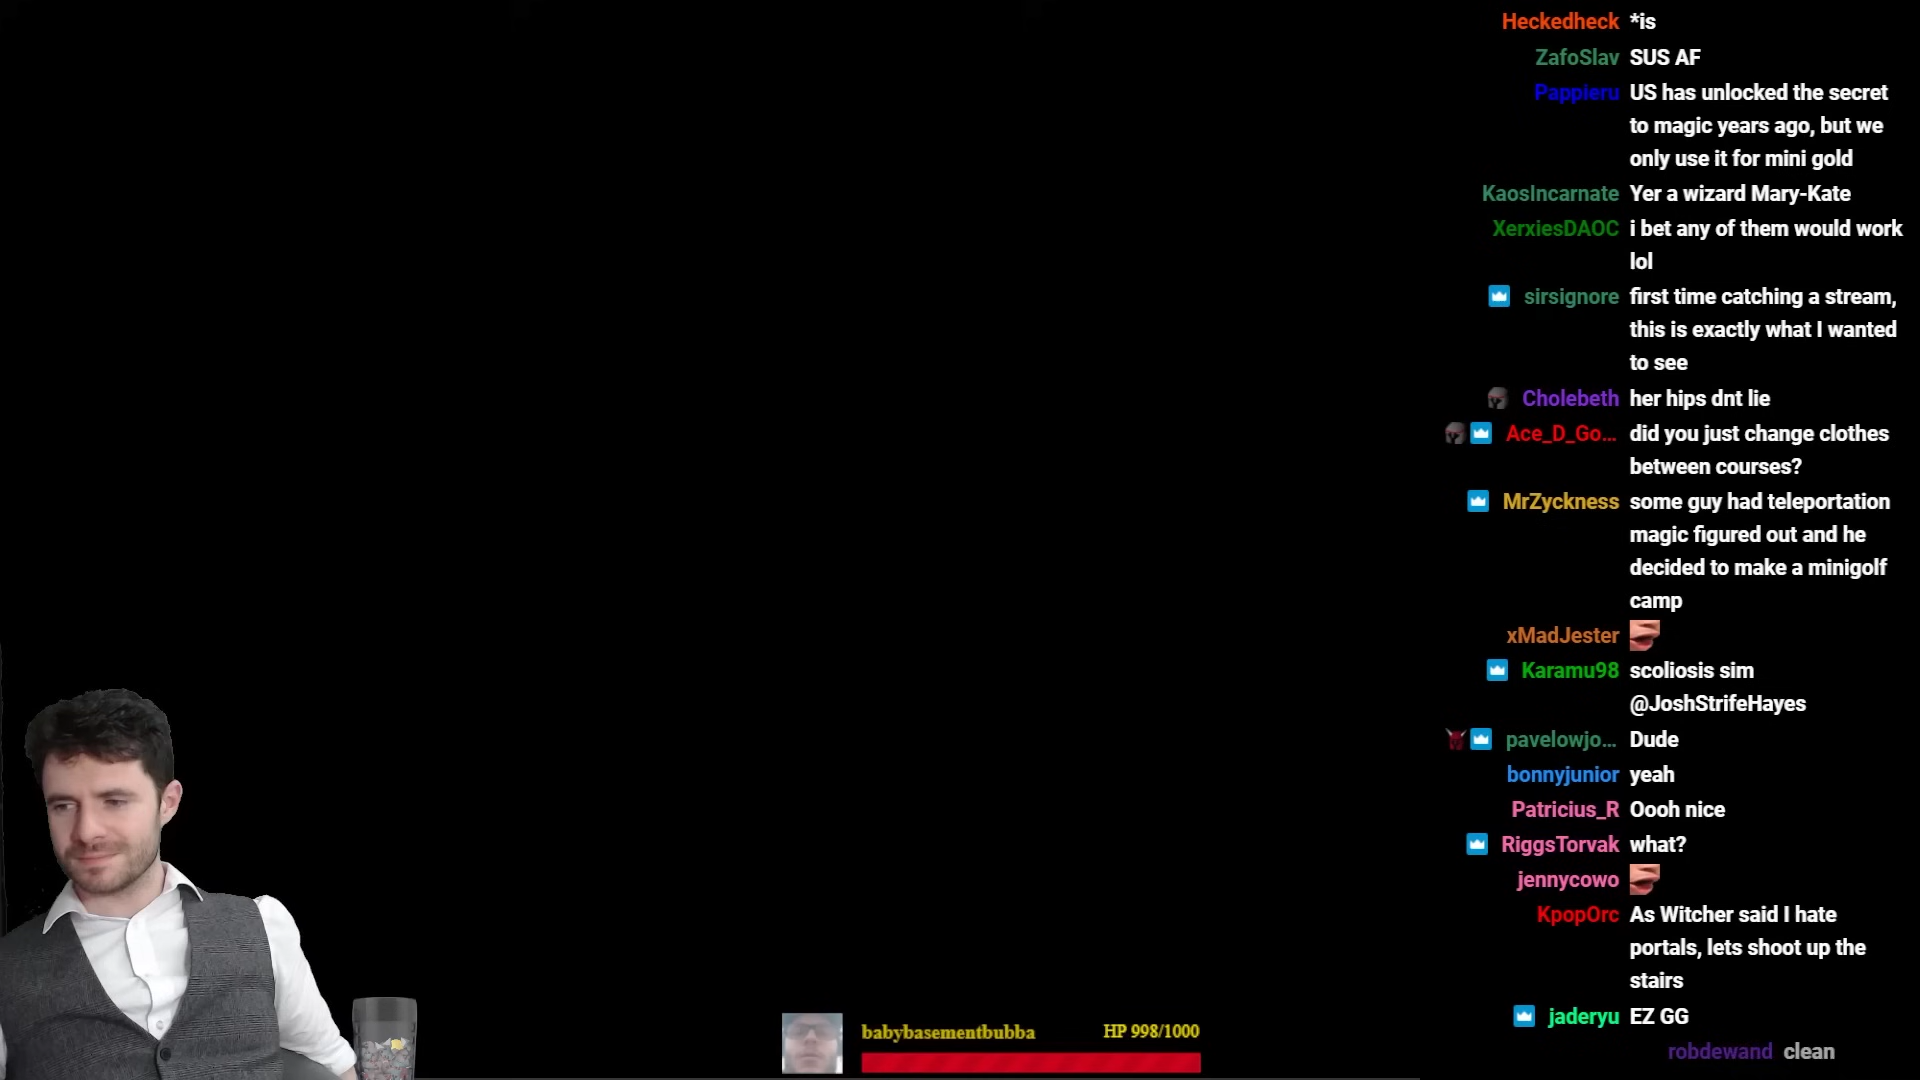 Heckedheck *is
ZafoSlav SUS AF
Pappieru US has unlocked the secret
to magic years ago, but we
only use it for mini gold
KaosIncarnate Yer a wizard Mary-Kate
XerxiesDAOC i bet any of them would work
lol
sirsignore first time catching a stream,
this is exactly what I wanted
to see
Cholebeth her hips dnt lie
Ace_D_Go... did you just change clothes
between courses?
MrZyckness some guy had teleportation
magic figured out and he
decided to make a minigolf
camp
xMadJester
Karamu98 scoliosis sim
@JoshStrifeHayes
pavelowjo... Dude
bonnyjunior yeah
Patricius_R Oooh nice
RiggsTorvak what?
jennycowo
KpopOrc As Witcher said I hate
portals, lets shoot up the
stairs
jaderyu EZ GG
robdewand clean
babybasementbubba HP 998/1000